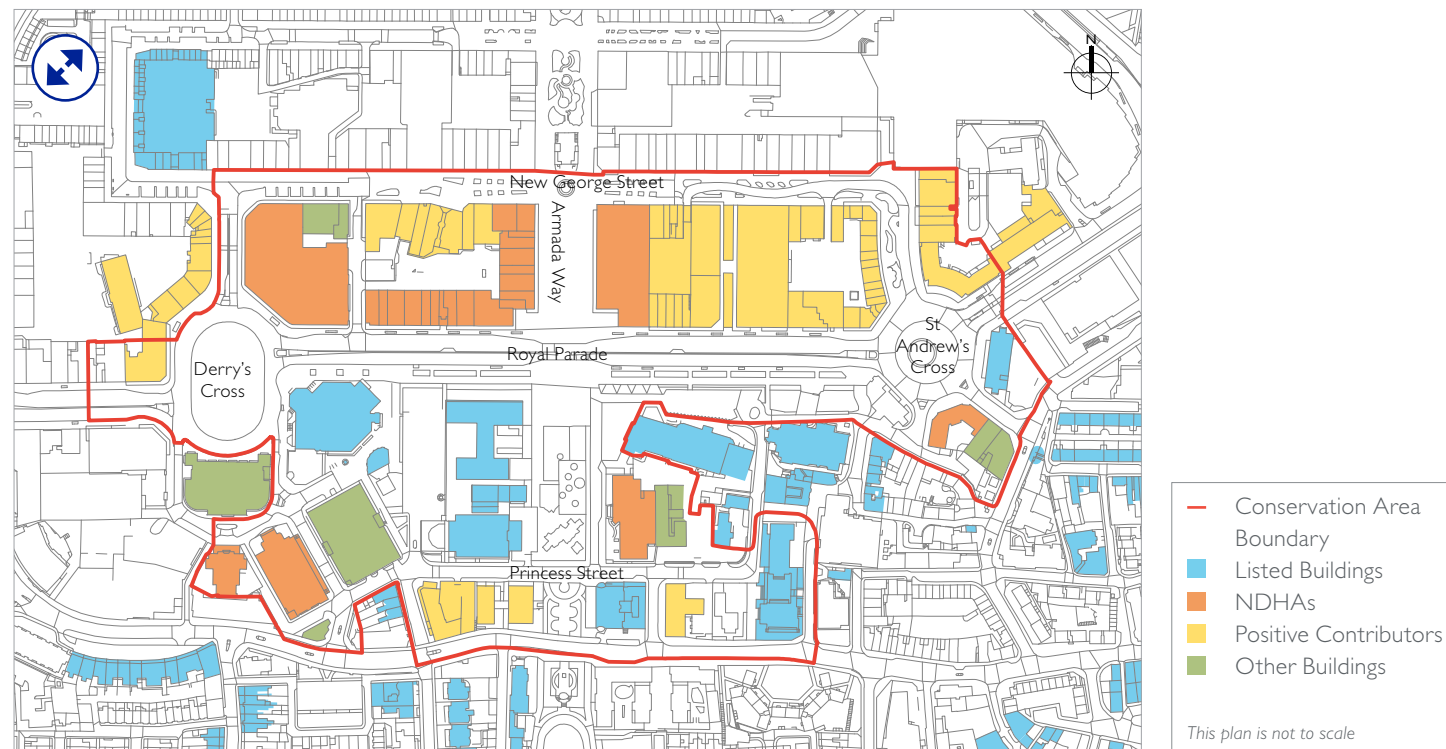 N
New George Street
Armada Way
St
Andrew's
Cross
Royal Parade
Derry's
Cross
Princess Street
Conservation Area
Boundary
Listed Buildings
NDHAs
Positive Contributors
Other Buildings
This plan is not to scale